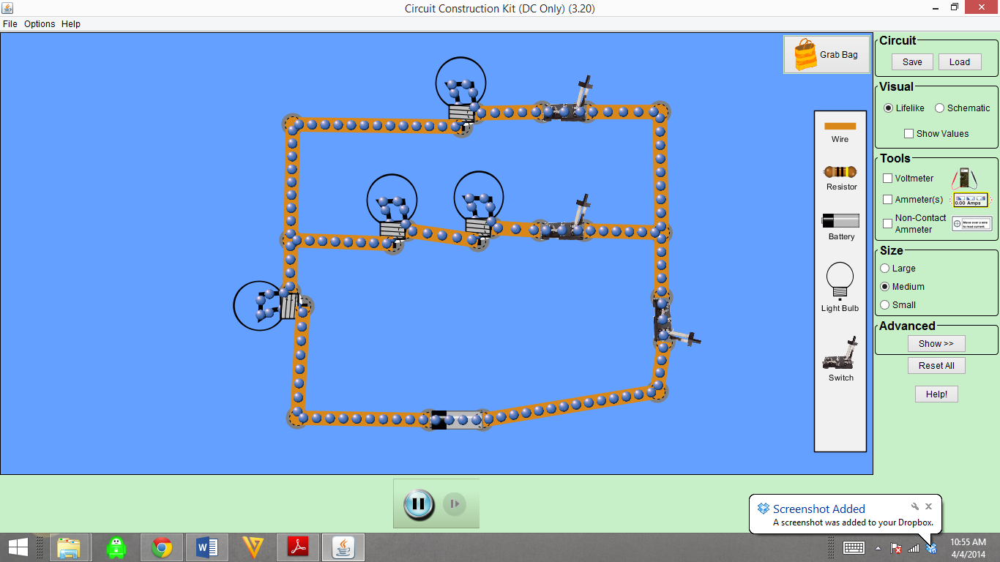 Circuit Construction Kit (DC Only) (3.20)
File Options Help
Grab Bag
Wire
Resistor
Battery
Light Bulb
Switch
Circuit
Save Load
Visual
Lifelike Schematic
Show Values
Tools
Voltmeter
Ammeter(s)
0.00 Amps
Non-Contact
Ammeter
Move over a wire
to read current.
Size
Large
Medium
Small
Advanced
Show >>
Reset All
Help!
Screenshot Added
A screenshot was added to your Dropbox.
10:55 AM
4/4/2014